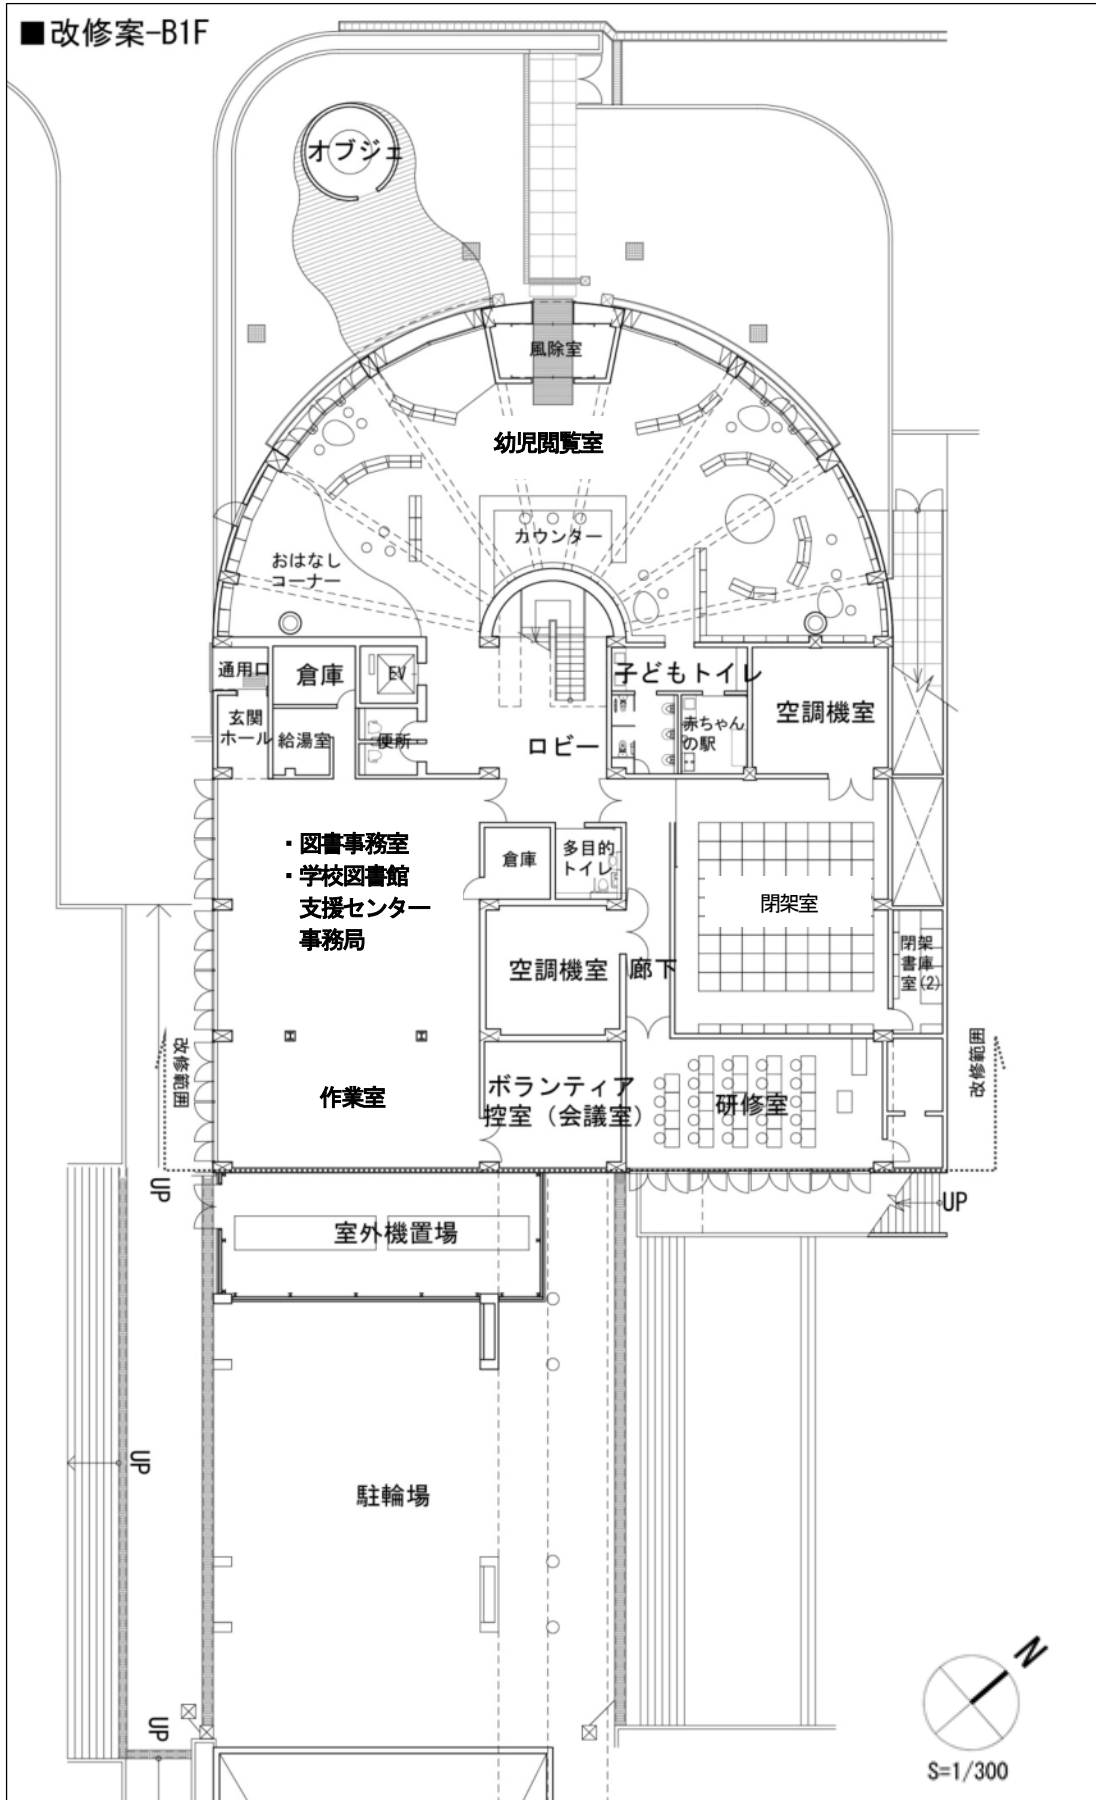 ■改修案-B1F
オブジェ
風除室
幼児閲覧室
カウンター
おはなし
コーナー
通用口
倉庫
EV
子どもトイレ
空調機室
玄関
ホール
給湯室
便所
ロビー
赤ちゃん
の駅
・図書事務室
・学校図書館
支援センター
事務局
倉庫
多目的
トイレ
閉架室
空調機室
廊下
閉架
書庫
室(2)
改修範囲
改修範囲
作業室
ボランティア
控室（会議室）
研修室
UP
UP
室外機置場
UP
駐輪場
UP
N
S=1/300